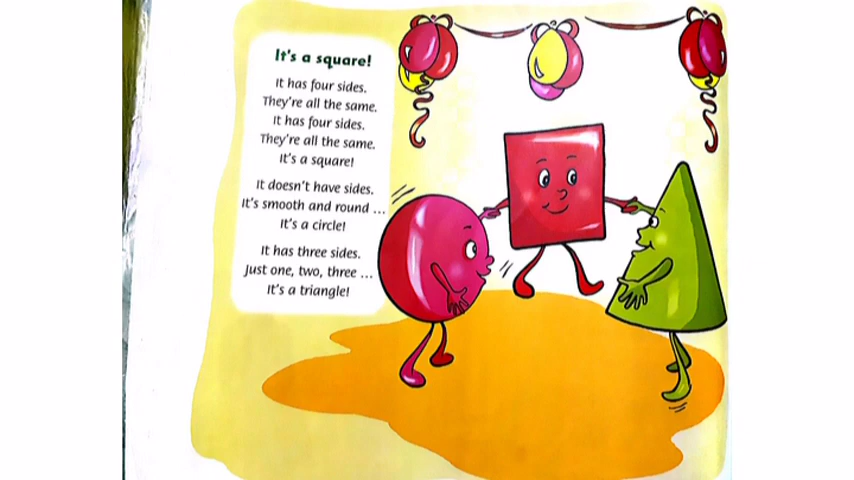 It's a square!
It has four sides.
They're all the same.
It has four sides.
They're all the same.
It's a square!
It doesn't have sides.
It's smooth and round ...
It's a circle!
It has three sides.
Just one, two, three ...
It's a triangle!